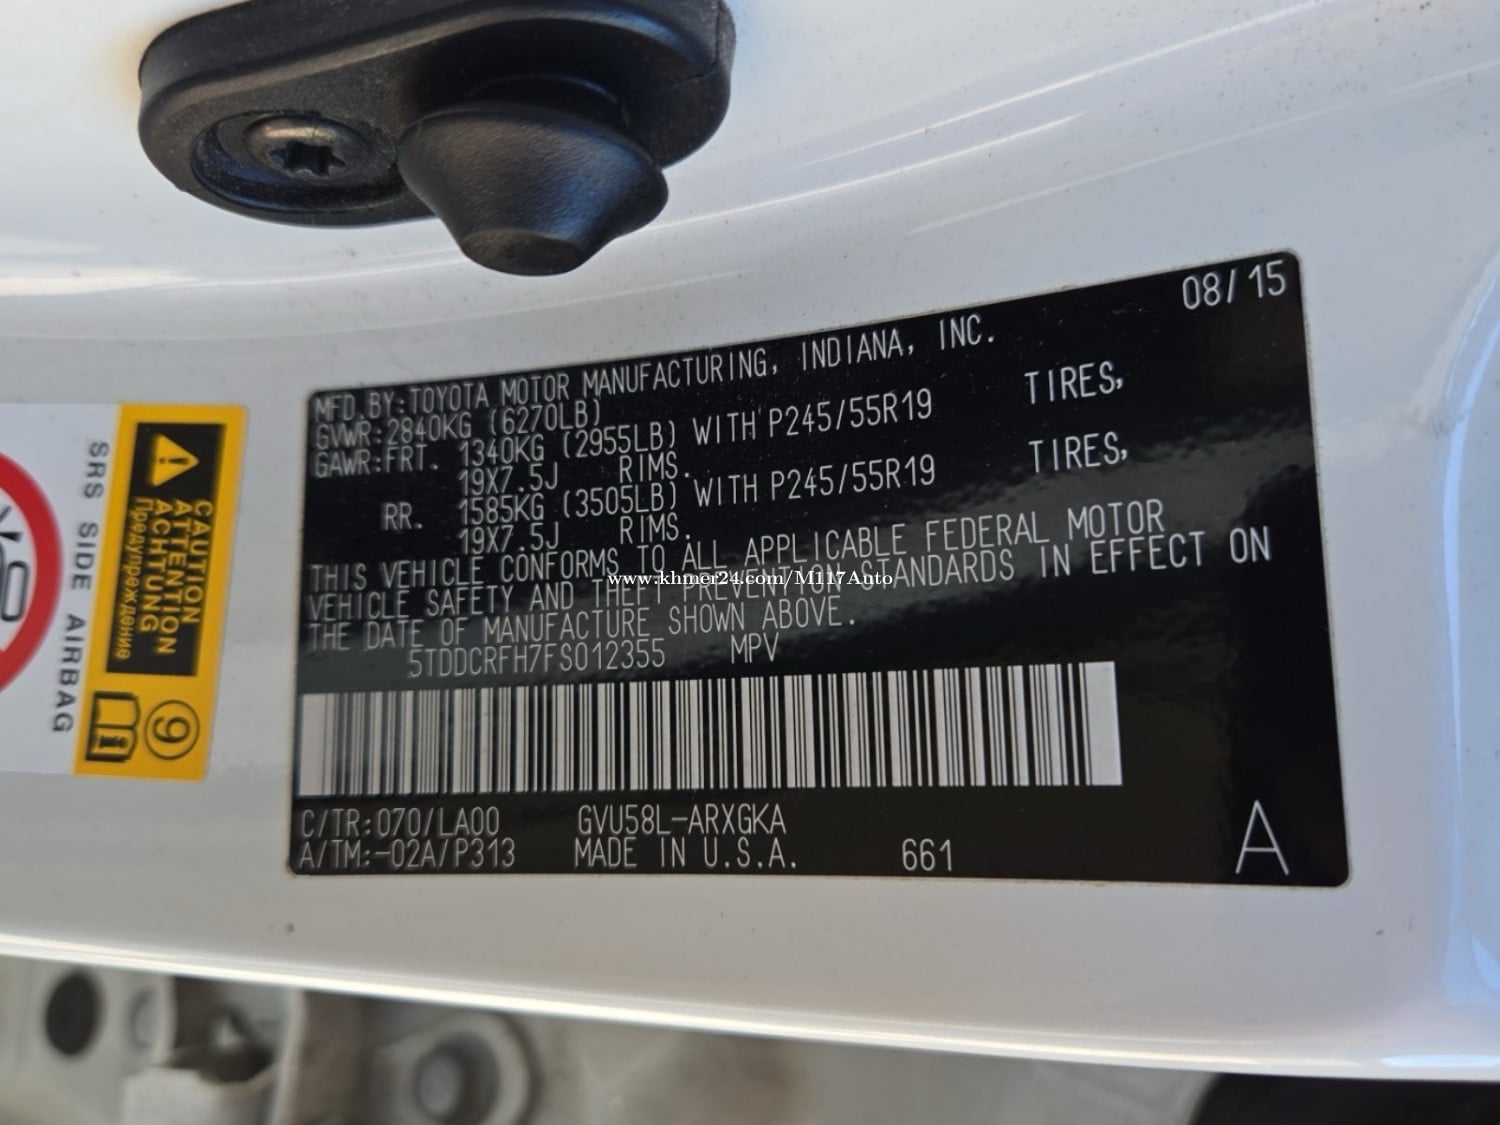 08/15
MFD.BY:TOYOTA MOTOR MANUFACTURING, INDIANA, INC.
GVWR:2840KG (6270LB)
GAWR:FRT. 1340KG (2955LB) WITH P245/55R19 TIRES,
19X7.5J RIMS.
RR. 1585KG (3505LB) WITH P245/55R19 TIRES,
19X7.5J RIMS.
THIS VEHICLE CONFORMS TO ALL APPLICABLE FEDERAL MOTOR
VEHICLE SAFETY AND THEFT PREVENTION STANDARDS IN EFFECT ON
THE DATE OF MANUFACTURE SHOWN ABOVE.
5TDDCRFH7FS012355 MPV
C/TR:070/LA00 GVU58L-ARXGKA
A/TM:-02A/P313 MADE IN U.S.A. 661 A
www.khmer24.com/M117Auto
CAUTION
ATTENTION
ACHTUNG
Предупреждение
9
SRS SIDE AIRBAG